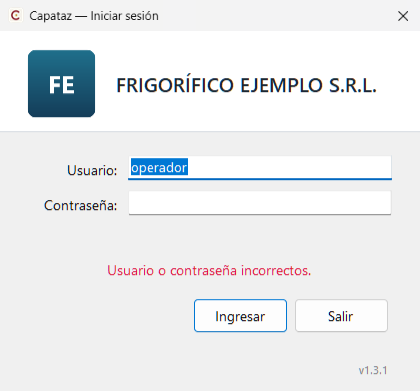 Capataz — Iniciar sesión
FE
FRIGORÍFICO EJEMPLO S.R.L.
Usuario: operador
Contraseña:
Usuario o contraseña incorrectos.
Ingresar Salir
v1.3.1